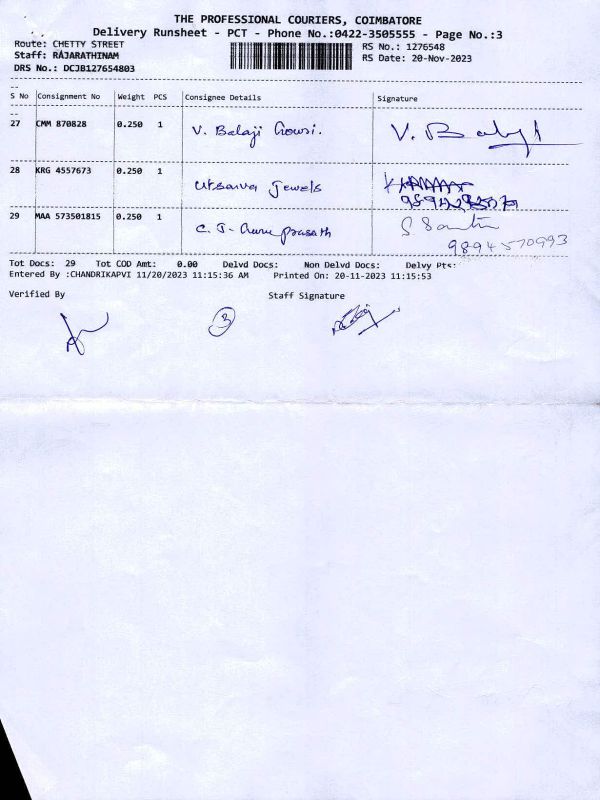 THE PROFESSIONAL COURIERS, COIMBATORE
Delivery Runsheet - PCT - Phone No.:0422-3505555 - Page No.:3
Route: CHETTY STREET
RS No.: 1276548
Staff: RAJARATHINAM
RS Date: 20-Nov-2023
DRS No.: DCJB127654803
S No Consignment No Weight PCS Consignee Details Signature
27 CMM 870828 0.250 1 V. Balaji V. Balaji
28 KRG 4557673 0.250 1 Utsarva Jewels
29 MAA 573501815 0.250 1 C. J. prasath
9894570993
Tot Docs: 29 Tot COD Amt: 0.00 Delvd Docs: Non Delvd Docs: Delvy Pts:
Entered By :CHANDRIKAPVI 11/20/2023 11:15:36 AM Printed On: 20-11-2023 11:15:53
Verified By Staff Signature
3